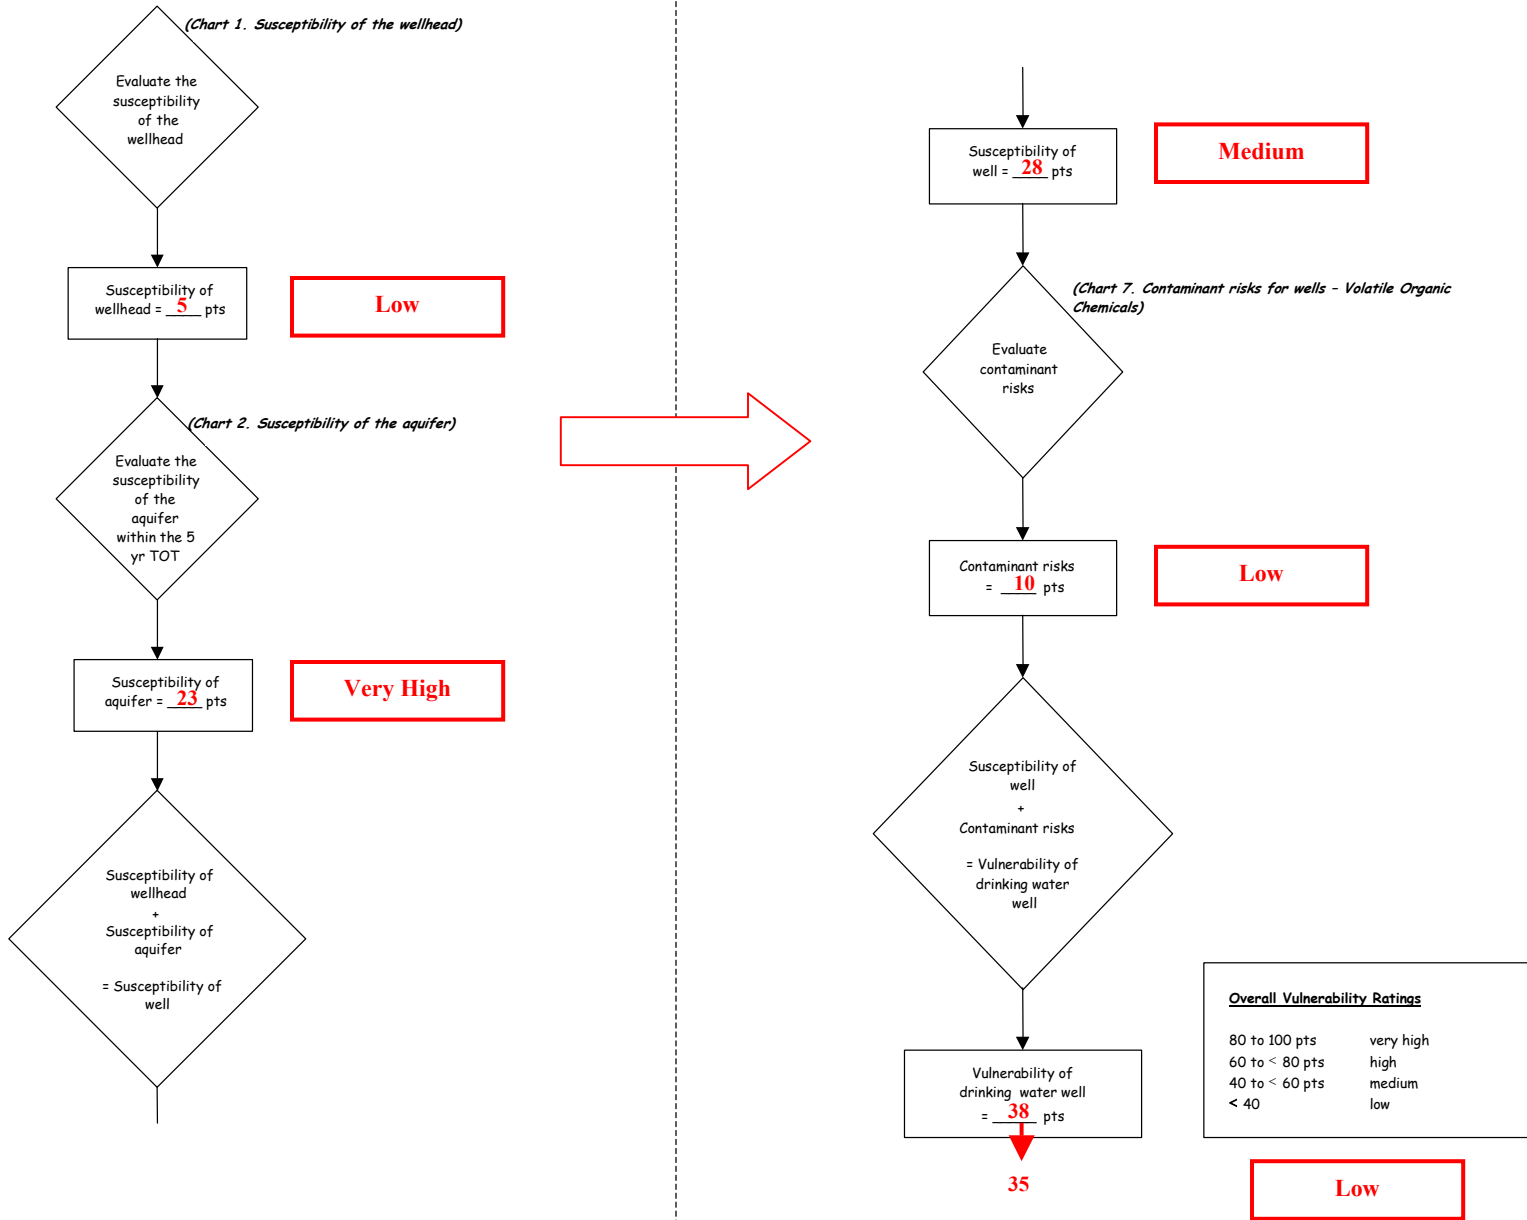 (Chart 1. Susceptibility of the wellhead)
Evaluate the
susceptibility
of the
wellhead
Susceptibility of
wellhead = 5 pts
Low
(Chart 2. Susceptibility of the aquifer)
Evaluate the
susceptibility
of the
aquifer
within the 5
yr TOT
Susceptibility of
aquifer = 23 pts
Very High
Susceptibility of
wellhead
+
Susceptibility of
aquifer
= Susceptibility of
well
Susceptibility of
well = 28 pts
Medium
(Chart 7. Contaminant risks for wells – Volatile Organic
Chemicals)
Evaluate
contaminant
risks
Contaminant risks
= 10 pts
Low
Susceptibility of
well
+
Contaminant risks
= Vulnerability of
drinking water
well
Vulnerability of
drinking water well
= 38 pts
35
Overall Vulnerability Ratings
80 to 100 pts very high
60 to < 80 pts high
40 to < 60 pts medium
< 40 low
Low